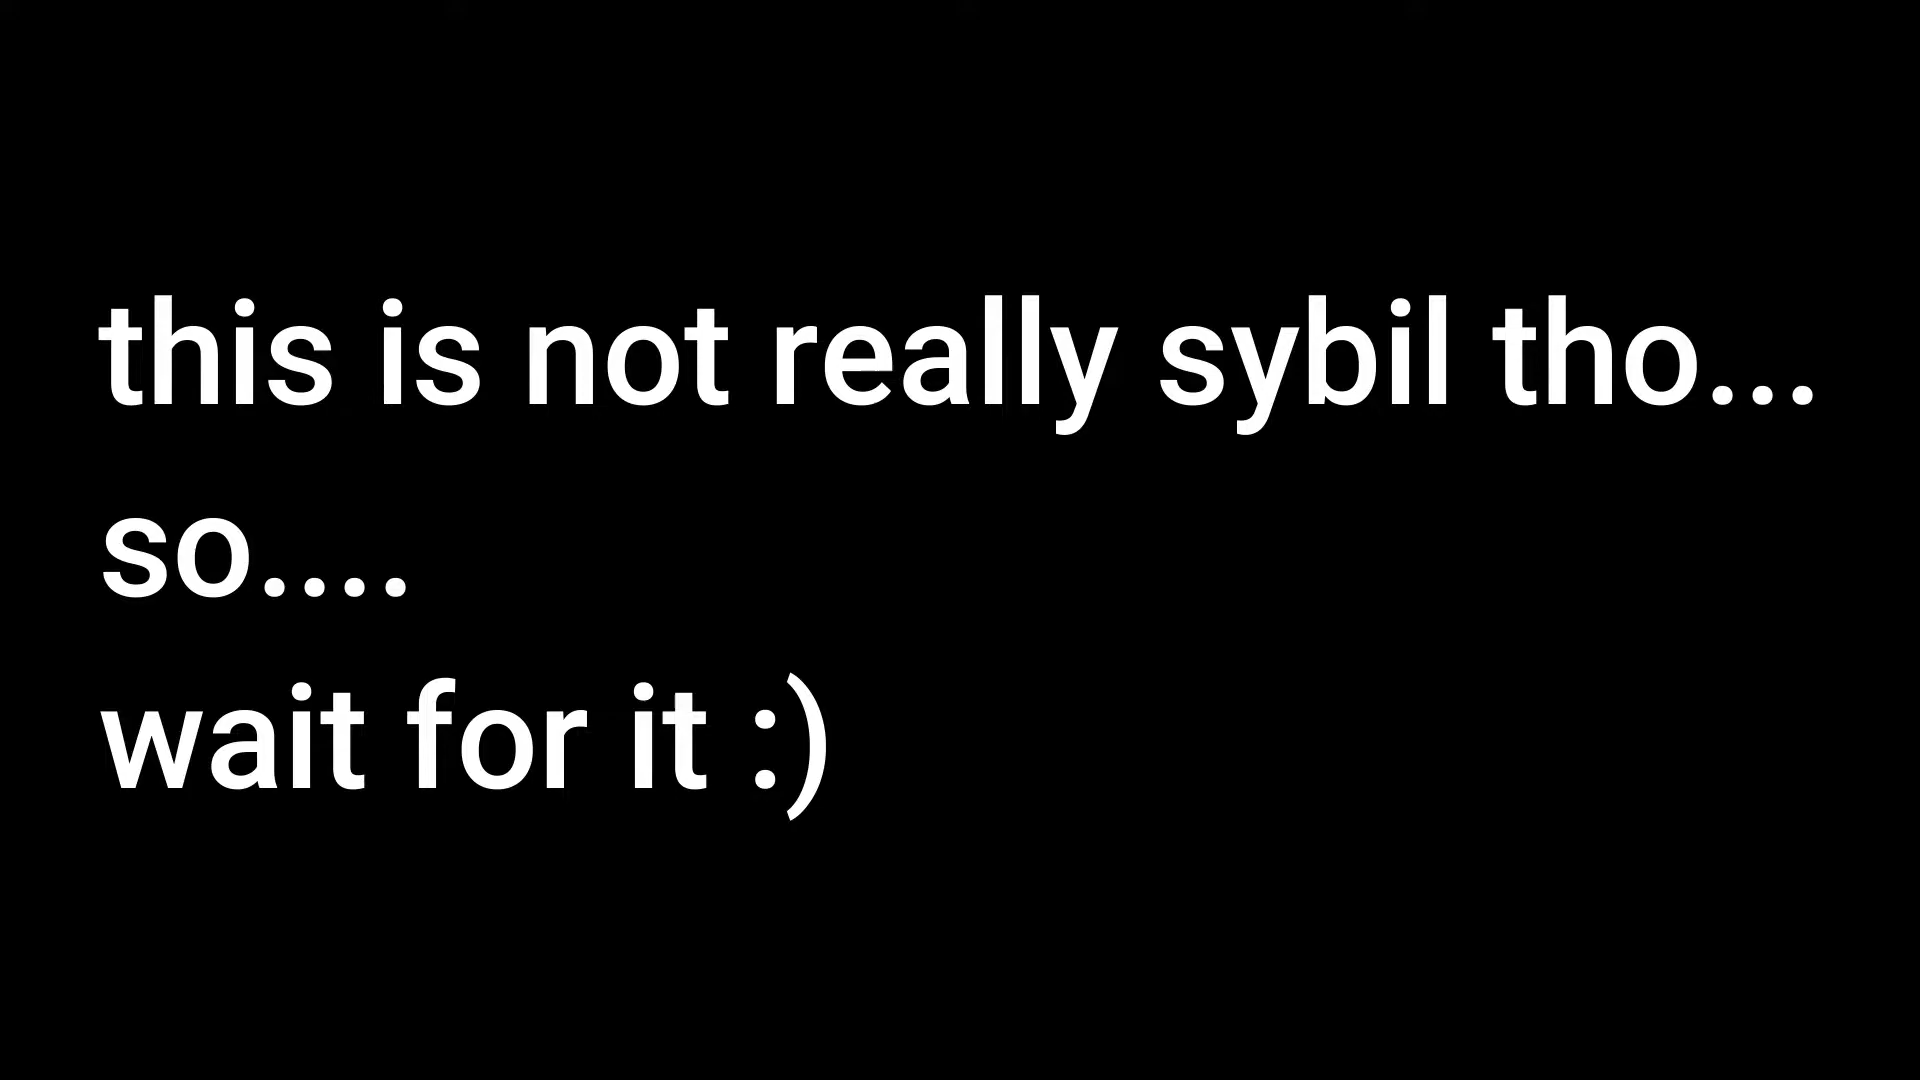 this is not really sybil tho...
so....
wait for it :)